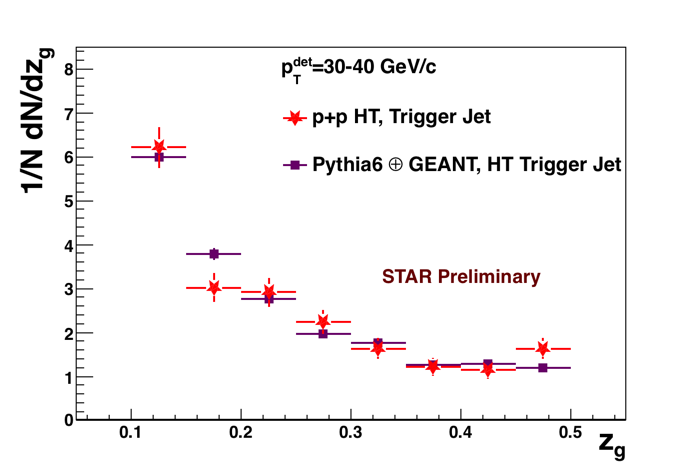 1/N dN/dz_g
p_T^det=30-40 GeV/c
p+p HT, Trigger Jet
Pythia6 ⊕ GEANT, HT Trigger Jet
STAR Preliminary
8
7
6
5
4
3
2
1
0
0.1 0.2 0.3 0.4 0.5
z_g